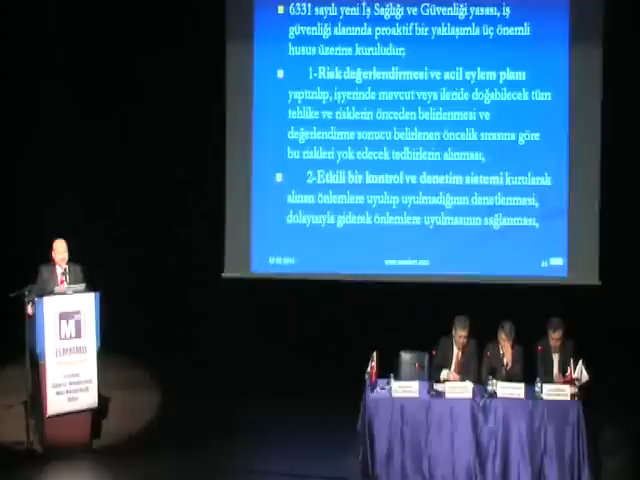 6331 sayılı yeni İş Sağlığı ve Güvenliği yasası, iş
güvenliği alanında proaktif bir yaklaşımla üç önemli
husus üzerine kuruludur;
1-Risk değerlendirmesi ve acil eylem planı
yaptırılıp, işyerinde mevcut veya ileride doğabilecek tüm
tehlike ve risklerin önceden belirlenmesi ve
değerlendirme sonucu belirlenen öncelik sırasına göre
bu riskleri yok edecek tedbirlerin alınması,
2-Etkili bir kontrol ve denetim sistemi kurularak
alınan önlemlere uyulup uyulmadığının denetlenmesi,
dolayısıyla giderek önlemlere uyulmasının sağlanması,
M
İSMMMO